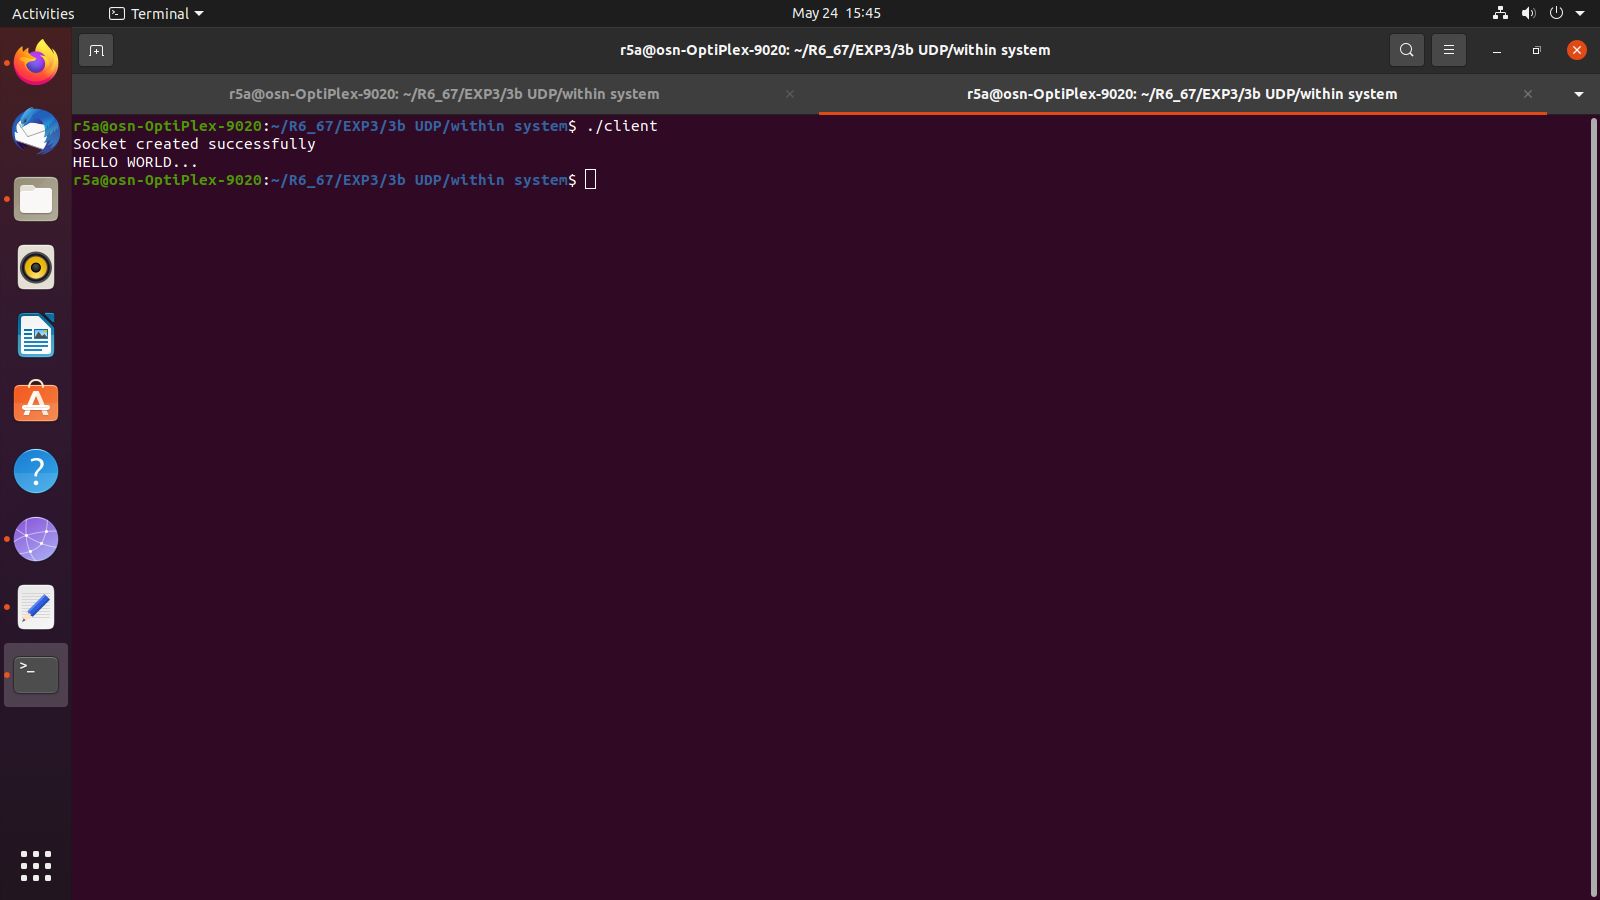 Activities
Terminal
May 24 15:45
r5a@osn-OptiPlex-9020: ~/R6_67/EXP3/3b UDP/within system
r5a@osn-OptiPlex-9020: ~/R6_67/EXP3/3b UDP/within system
r5a@osn-OptiPlex-9020: ~/R6_67/EXP3/3b UDP/within system
r5a@osn-OptiPlex-9020:~/R6_67/EXP3/3b UDP/within system$ ./client
Socket created successfully
HELLO WORLD...
r5a@osn-OptiPlex-9020:~/R6_67/EXP3/3b UDP/within system$